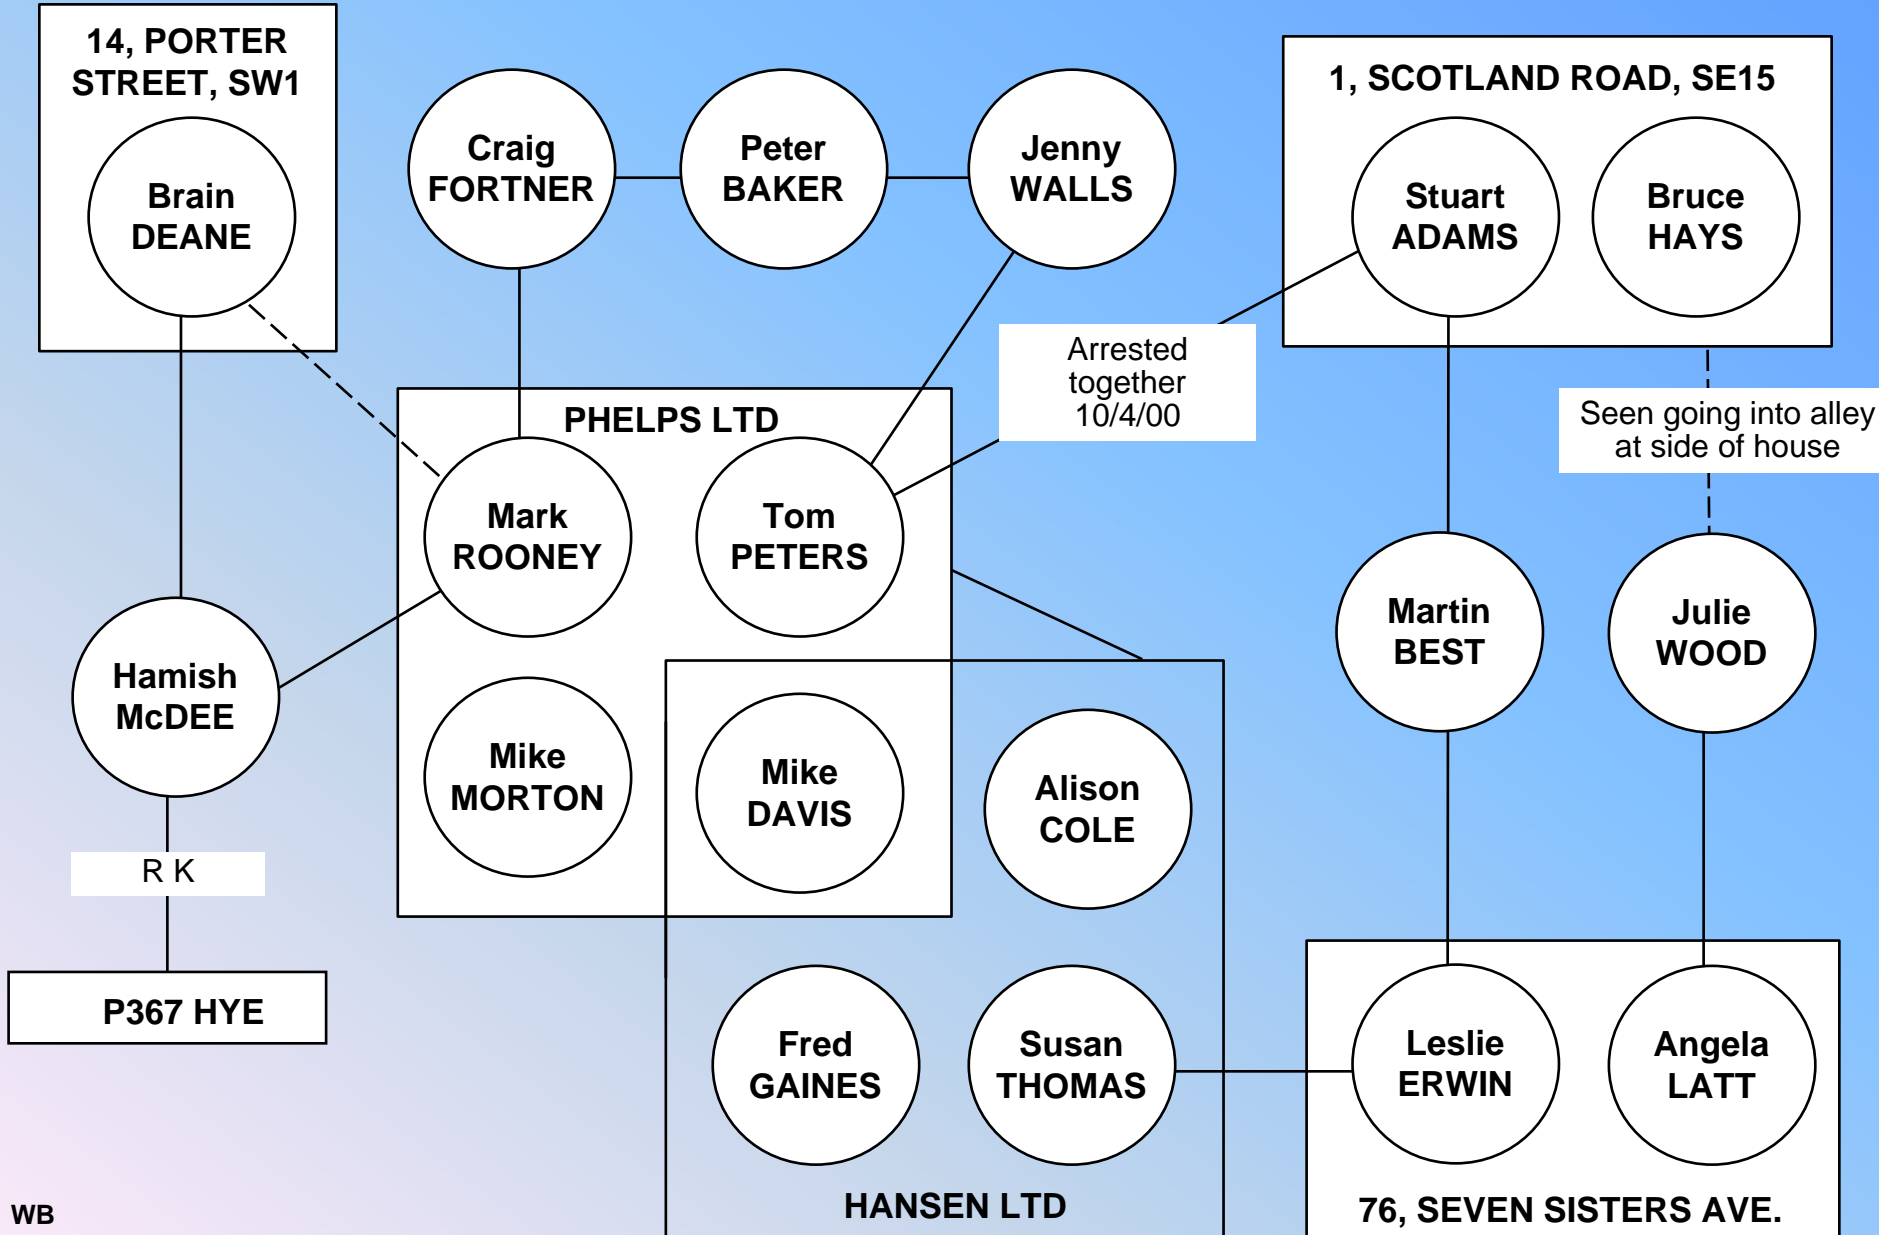 14, PORTER
STREET, SW1
Brain
DEANE
Craig
FORTNER
Peter
BAKER
Jenny
WALLS
1, SCOTLAND ROAD, SE15
Stuart
ADAMS
Bruce
HAYS
Arrested
together
10/4/00
Seen going into alley
at side of house
PHELPS LTD
Mark
ROONEY
Tom
PETERS
Martin
BEST
Julie
WOOD
Hamish
McDEE
Mike
MORTON
Mike
DAVIS
Alison
COLE
R K
P367 HYE
Fred
GAINES
Susan
THOMAS
Leslie
ERWIN
Angela
LATT
HANSEN LTD
76, SEVEN SISTERS AVE.
WB